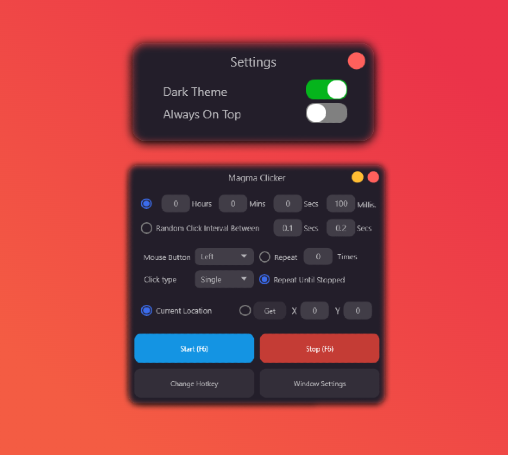 Settings
Dark Theme
Always On Top
Magma Clicker
0 Hours 0 Mins 0 Secs 100 Millis.
Random Click Interval Between 0.1 Secs 0.2 Secs
Mouse Button Left Repeat 0 Times
Click type Single Repeat Until Stopped
Current Location Get X 0 Y 0
Start (F6) Stop (F6)
Change Hotkey Window Settings